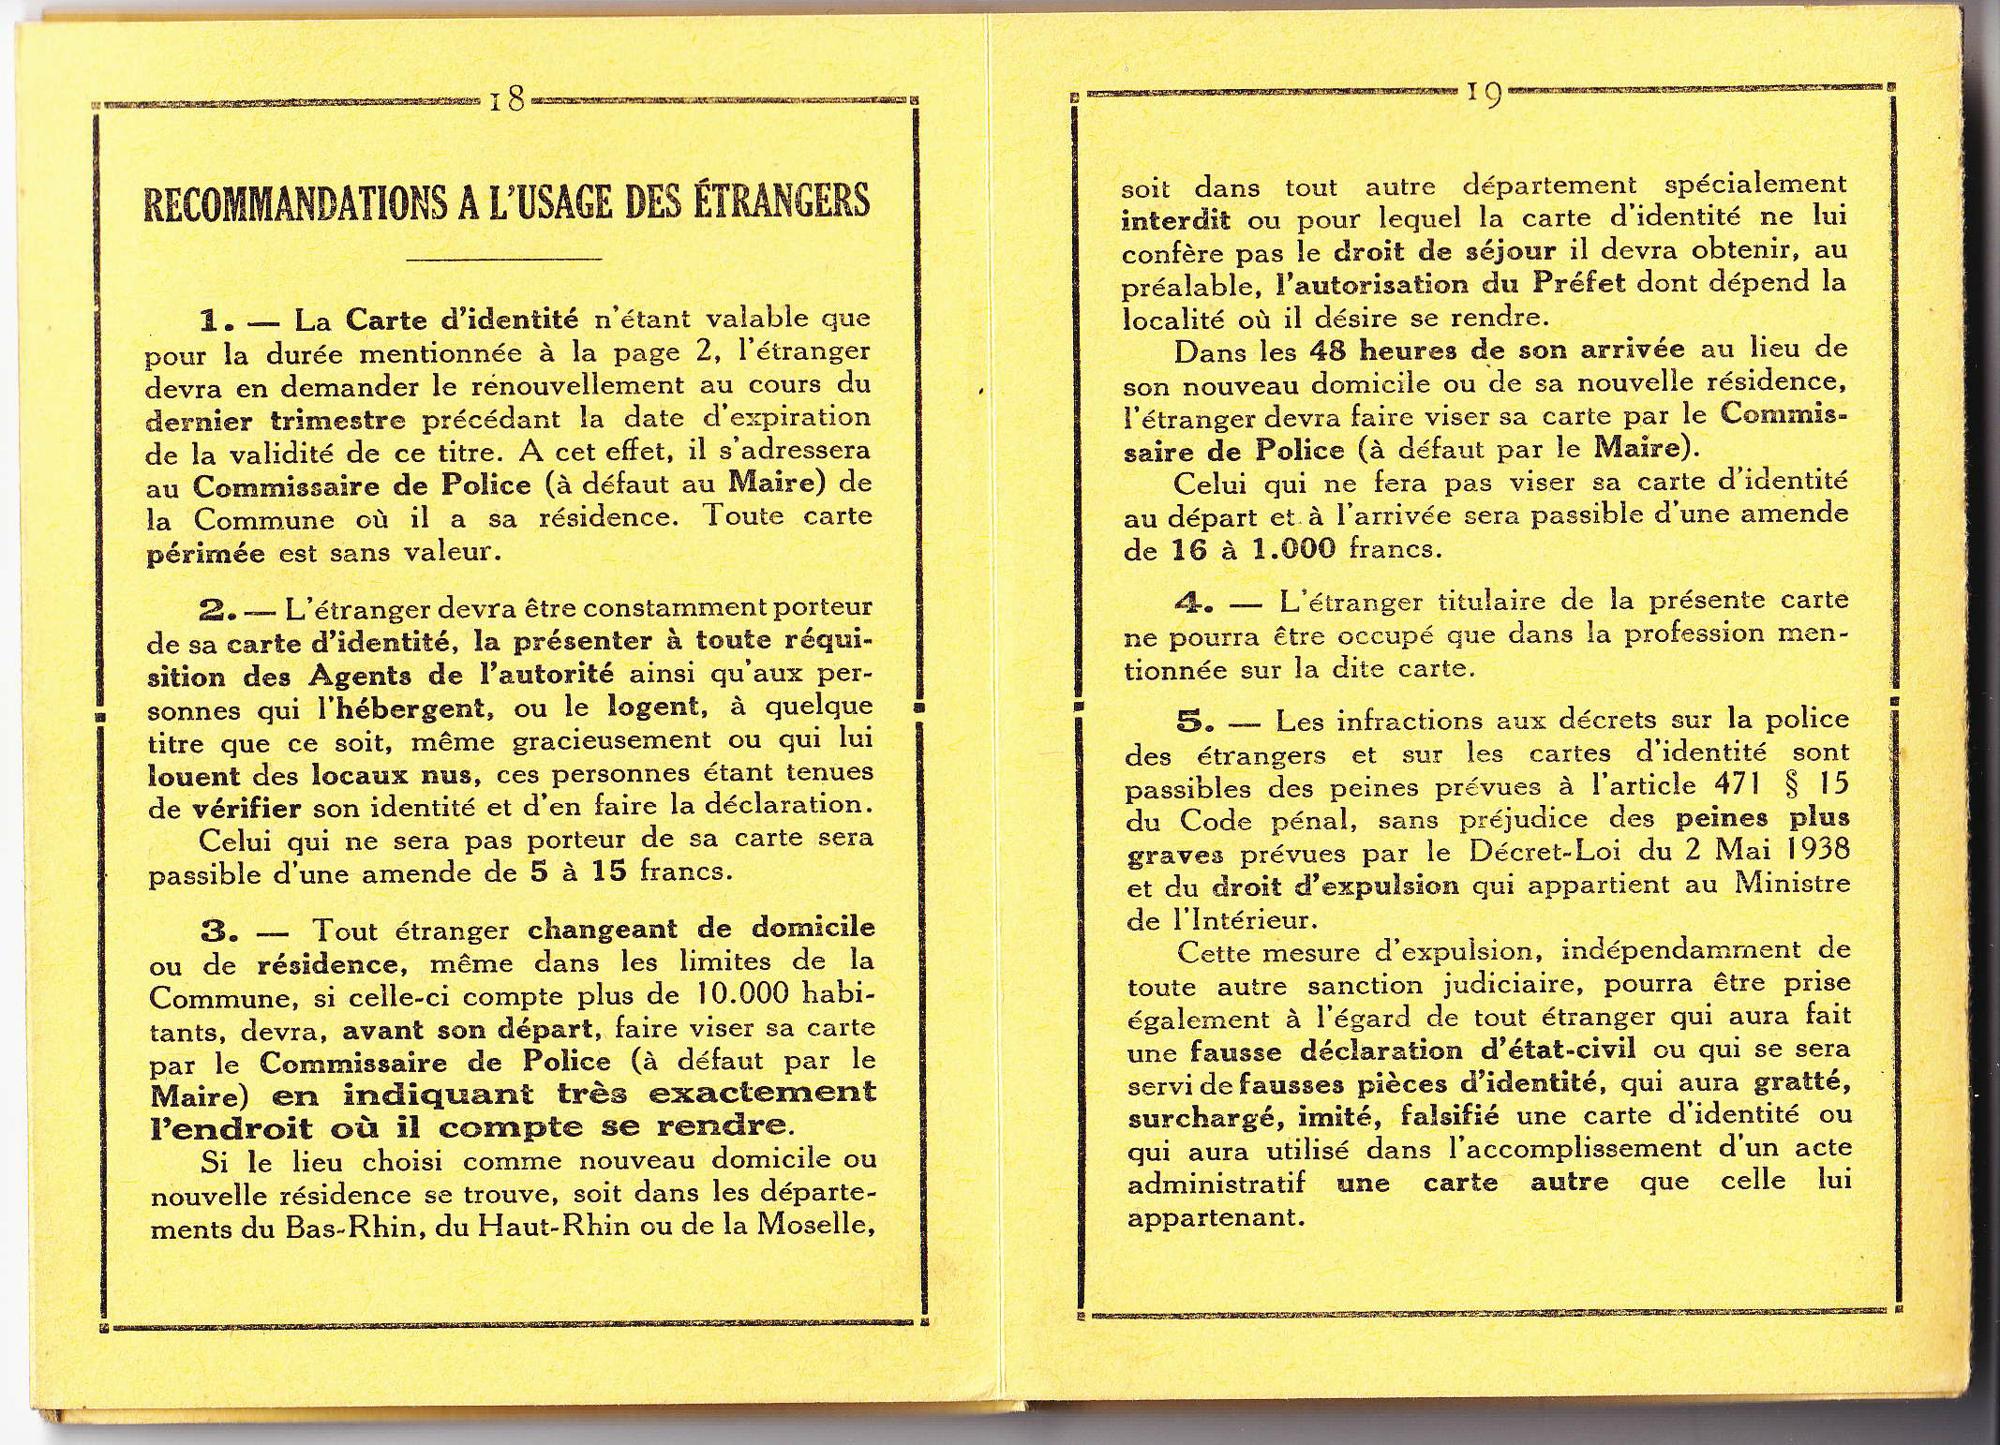 18
RECOMMANDATIONS A L'USAGE DES ÉTRANGERS
1. — La Carte d'identité n'étant valable que
pour la durée mentionnée à la page 2, l'étranger
devra en demander le rénouvellement au cours du
dernier trimestre précédant la date d'expiration
de la validité de ce titre. A cet effet, il s'adressera
au Commissaire de Police (à défaut au Maire) de
la Commune où il a sa résidence. Toute carte
périmée est sans valeur.
2. — L'étranger devra être constamment porteur
de sa carte d'identité, la présenter à toute réqui-
sition des Agents de l'autorité ainsi qu'aux per-
sonnes qui l'hébergent, ou le logent, à quelque
titre que ce soit, même gracieusement ou qui lui
louent des locaux nus, ces personnes étant tenues
de vérifier son identité et d'en faire la déclaration.
Celui qui ne sera pas porteur de sa carte sera
passible d'une amende de 5 à 15 francs.
3. — Tout étranger changeant de domicile
ou de résidence, même dans les limites de la
Commune, si celle-ci compte plus de 10.000 habi-
tants, devra, avant son départ, faire viser sa carte
par le Commissaire de Police (à défaut par le
Maire) en indiquant très exactement
l'endroit où il compte se rendre.
Si le lieu choisi comme nouveau domicile ou
nouvelle résidence se trouve, soit dans les départe-
ments du Bas-Rhin, du Haut-Rhin ou de la Moselle,
19
soit dans tout autre département spécialement
interdit ou pour lequel la carte d'identité ne lui
confère pas le droit de séjour il devra obtenir, au
préalable, l'autorisation du Préfet dont dépend la
localité où il désire se rendre.
Dans les 48 heures de son arrivée au lieu de
son nouveau domicile ou de sa nouvelle résidence,
l'étranger devra faire viser sa carte par le Commis-
saire de Police (à défaut par le Maire).
Celui qui ne fera pas viser sa carte d'identité
au départ et à l'arrivée sera passible d'une amende
de 16 à 1.000 francs.
4. — L'étranger titulaire de la présente carte
ne pourra être occupé que dans la profession men-
tionnée sur la dite carte.
5. — Les infractions aux décrets sur la police
des étrangers et sur les cartes d'identité sont
passibles des peines prévues à l'article 471 § 15
du Code pénal, sans préjudice des peines plus
graves prévues par le Décret-Loi du 2 Mai 1938
et du droit d'expulsion qui appartient au Ministre
de l'Intérieur.
Cette mesure d'expulsion, indépendamment de
toute autre sanction judiciaire, pourra être prise
également à l'égard de tout étranger qui aura fait
une fausse déclaration d'état-civil ou qui se sera
servi de fausses pièces d'identité, qui aura gratté,
surchargé, imité, falsifié une carte d'identité ou
qui aura utilisé dans l'accomplissement d'un acte
administratif une carte autre que celle lui
appartenant.